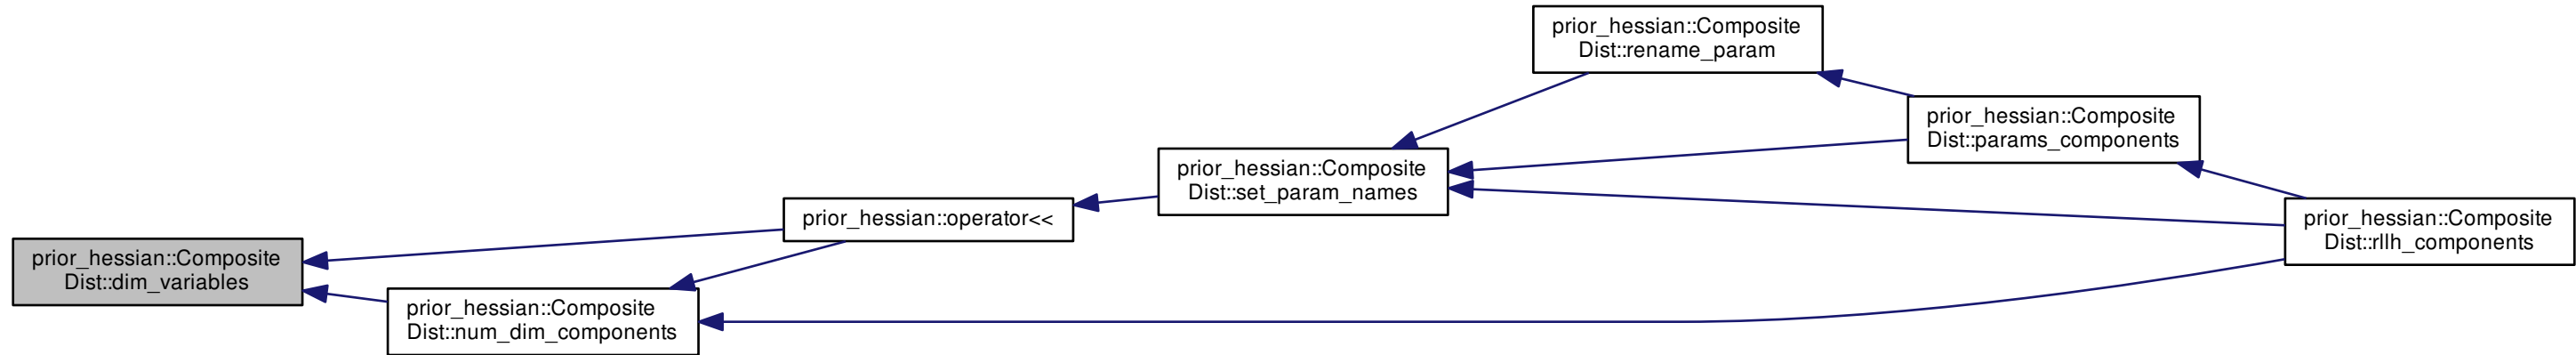 prior_hessian::Composite
Dist::rename_param
prior_hessian::Composite
Dist::params_components
prior_hessian::Composite
Dist::set_param_names
prior_hessian::operator<<
prior_hessian::Composite
Dist::rllh_components
prior_hessian::Composite
Dist::dim_variables
prior_hessian::Composite
Dist::num_dim_components